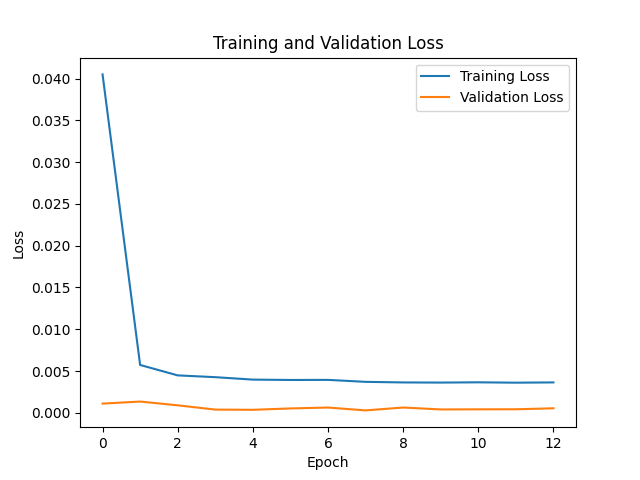 Training and Validation Loss
Training Loss
Validation Loss
Loss
0.040
0.035
0.030
0.025
0.020
0.015
0.010
0.005
0.000
0 2 4 6 8 10 12
Epoch